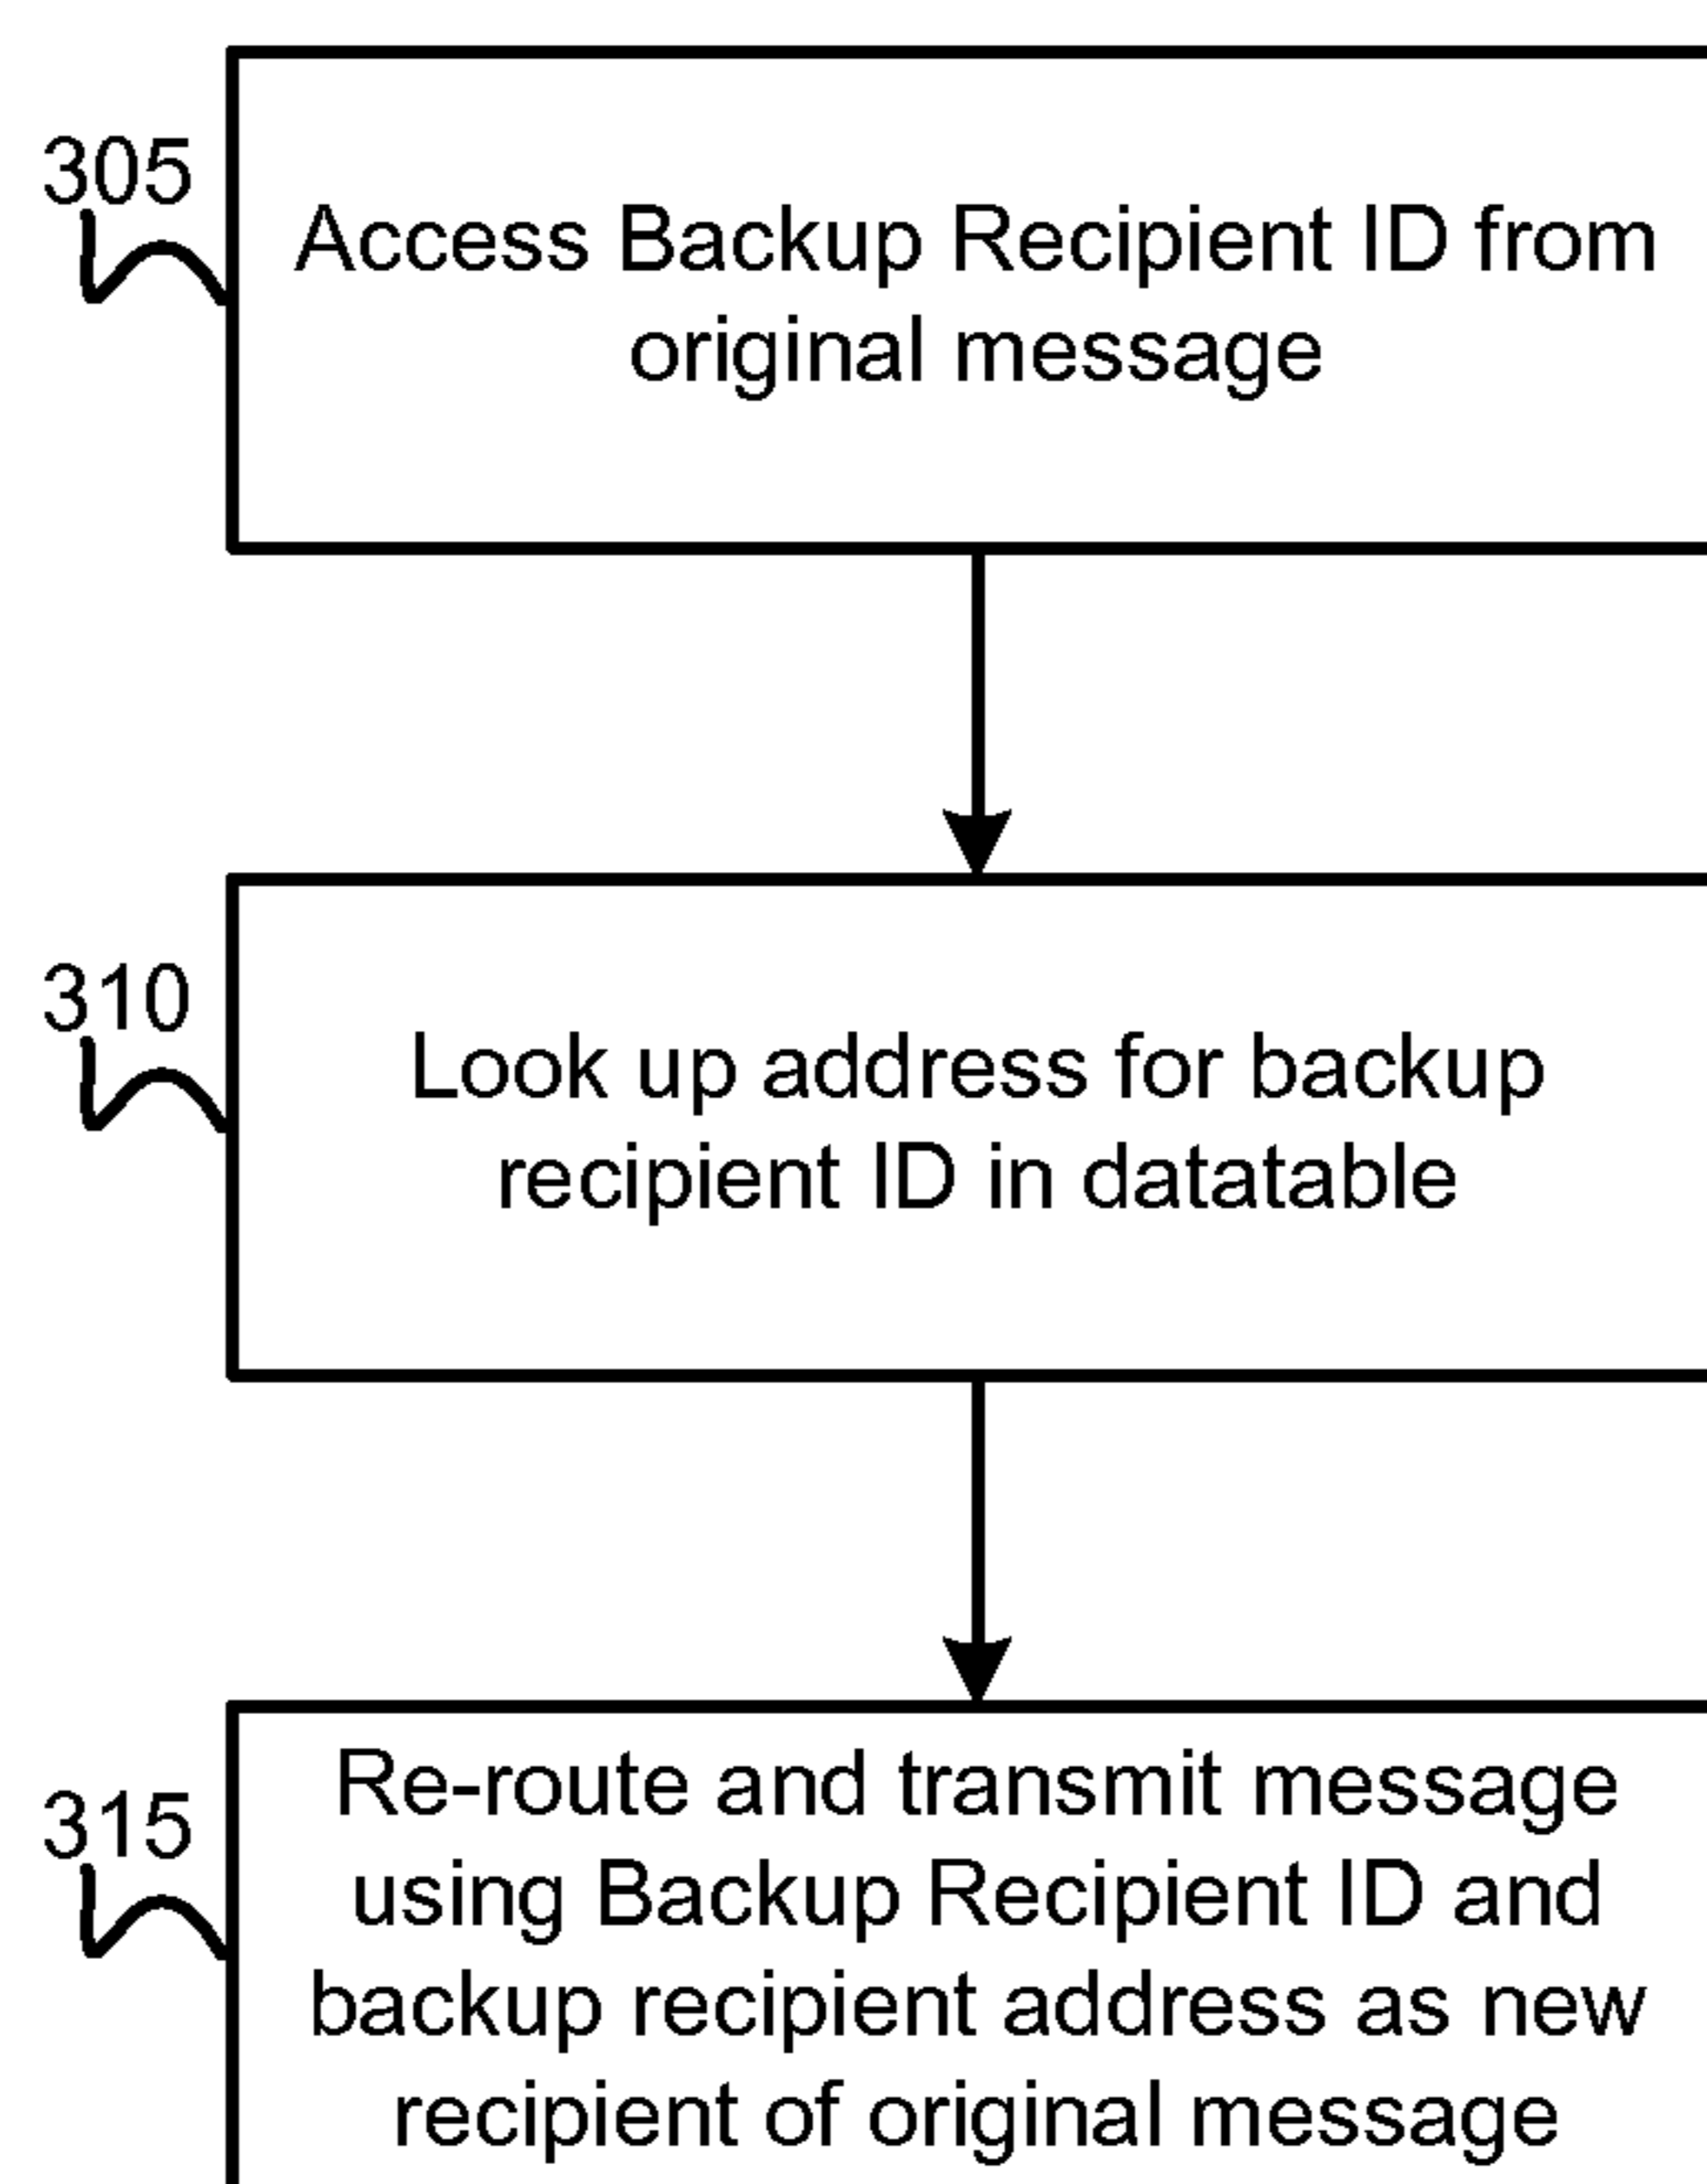 305
Access Backup Recipient ID from
original message
310
Look up address for backup
recipient ID in datatable
315
Re-route and transmit message
using Backup Recipient ID and
backup recipient address as new
recipient of original message